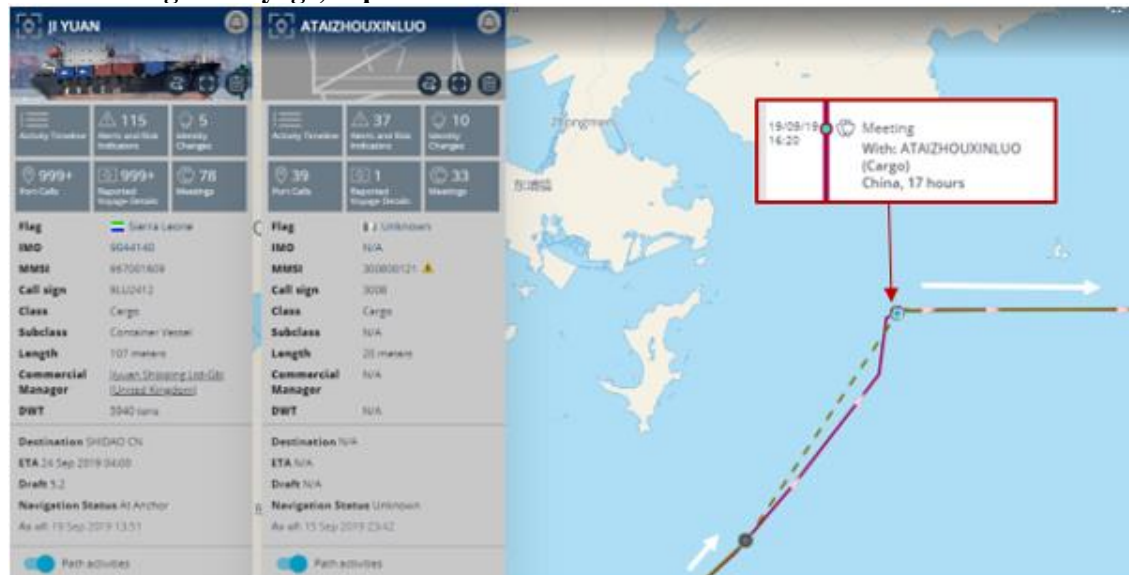 JI YUAN
115
Alerts and Risk
Indicators
5
Identity
Changes
Activity Timeline
999+
Port Calls
999+
Reported
Voyage Details
78
Meetings
Flag Sierra Leone
IMO 9044140
MMSI 667001609
Call sign 9LU2412
Class Cargo
Subclass Container Vessel
Length 107 meters
Commercial
Manager
(United Kingdom)
DWT 5940 tons
Destination SHIDAO CN
ETA 24 Sep 2019 04:00
Draft 5.2
Navigation Status At Anchor
As of: 19 Sep 2019 13:51
Path activities
ATAIZHOUXINLUO
Activity Timeline
37
Alerts and Risk
Indicators
10
Identity
Changes
39
Port Calls
1
Reported
Voyage Details
33
Meetings
Flag Unknown
IMO N/A
MMSI 300800121
Call sign 3008
Class Cargo
Subclass N/A
Length 28 meters
Commercial N/A
Manager
DWT N/A
Destination N/A
ETA N/A
Draft N/A
Navigation Status Unknown
As of: 15 Sep 2019 23:42
Path activities
19/09/19
16:20
Meeting
With: ATAIZHOUXINLUO
(Cargo)
China, 17 hours